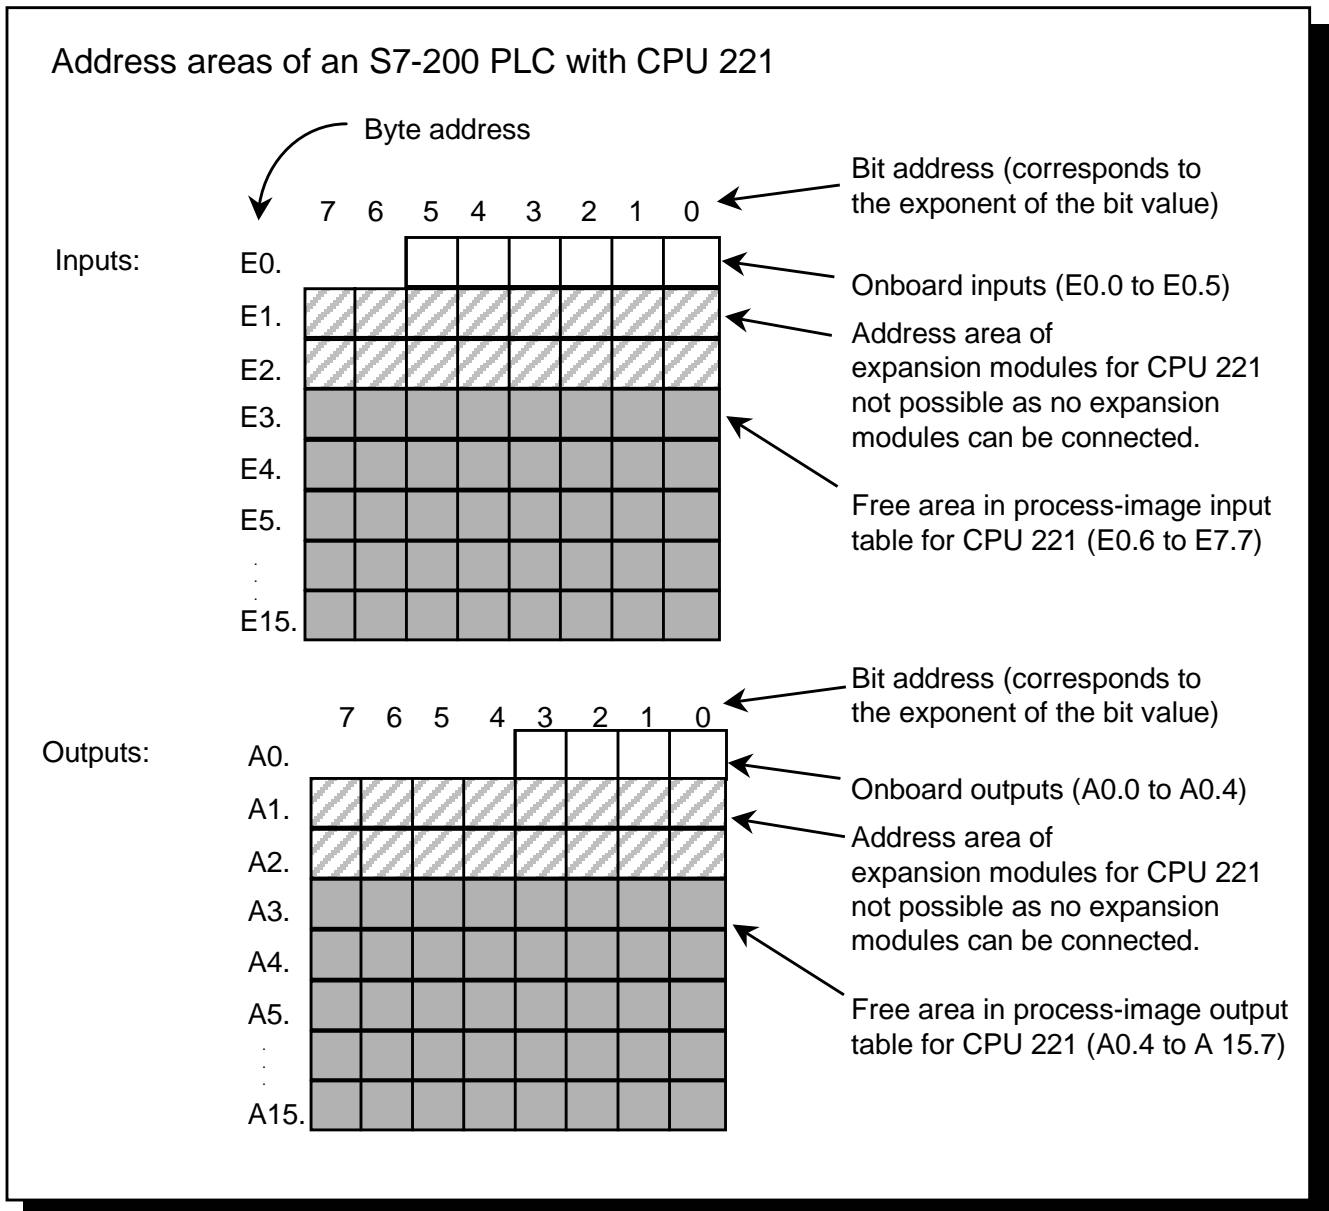 Address areas of an S7-200 PLC with CPU 221
Byte address
Bit address (corresponds to
the exponent of the bit value)
7 6 5 4 3 2 1 0
Inputs:
E0.
Onboard inputs (E0.0 to E0.5)
E1.
Address area of
expansion modules for CPU 221
not possible as no expansion
modules can be connected.
E2.
E3.
E4.
Free area in process-image input
table for CPU 221 (E0.6 to E7.7)
E5.
.
.
.
E15.
Bit address (corresponds to
the exponent of the bit value)
7 6 5 4 3 2 1 0
Outputs:
A0.
Onboard outputs (A0.0 to A0.4)
A1.
Address area of
expansion modules for CPU 221
not possible as no expansion
modules can be connected.
A2.
A3.
A4.
Free area in process-image output
table for CPU 221 (A0.4 to A 15.7)
A5.
.
.
.
A15.